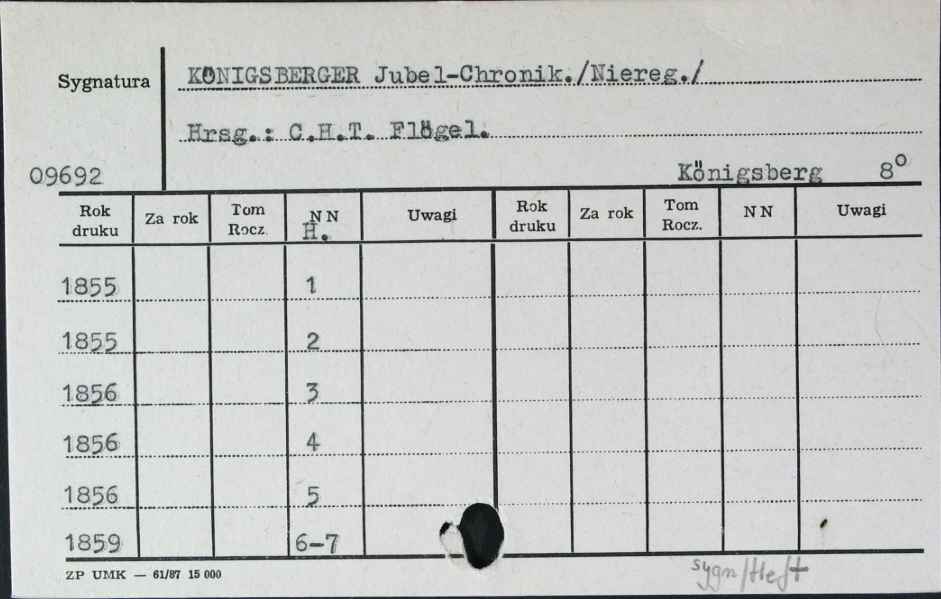 Sygnatura
KÖNIGSBERGER Jubel-Chronik./Niereg./
Hrsg.: C.H.T. Flögel.
09692
Königsberg 8°
Rok druku Za rok Tom Rocz. NN H. Uwagi Rok druku Za rok Tom Rocz. NN Uwagi
1855 1
1855 2
1856 3
1856 4
1856 5
1859 6-7
ZP UMK — 61/87 15 000
sygn/Heft